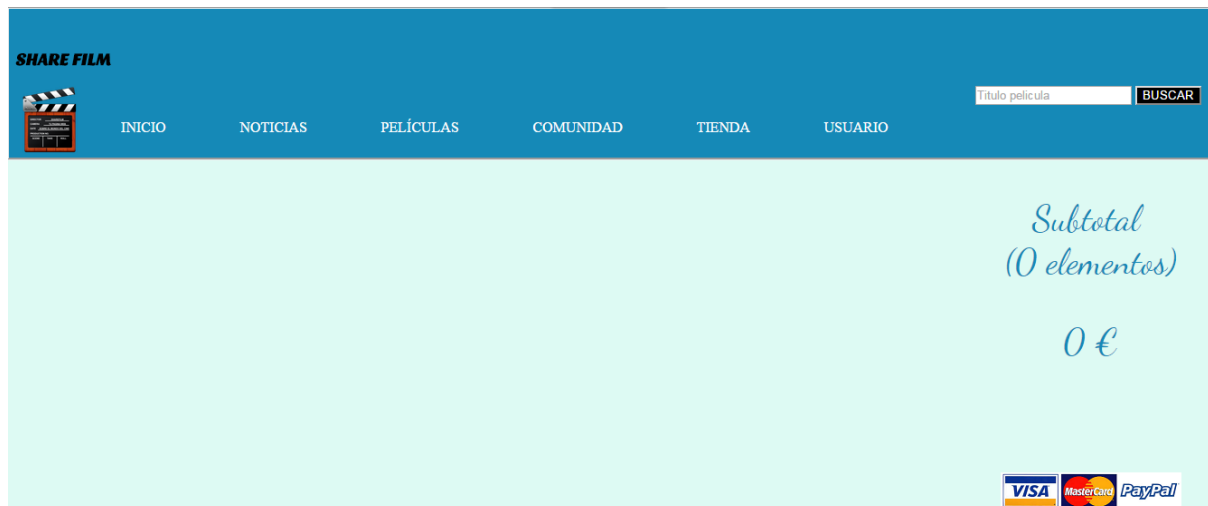 SHARE FILM
Titulo pelicula
BUSCAR
INICIO
NOTICIAS
PELÍCULAS
COMUNIDAD
TIENDA
USUARIO
Subtotal
(0 elementos)
0 €
VISA
MasterCard
PayPal